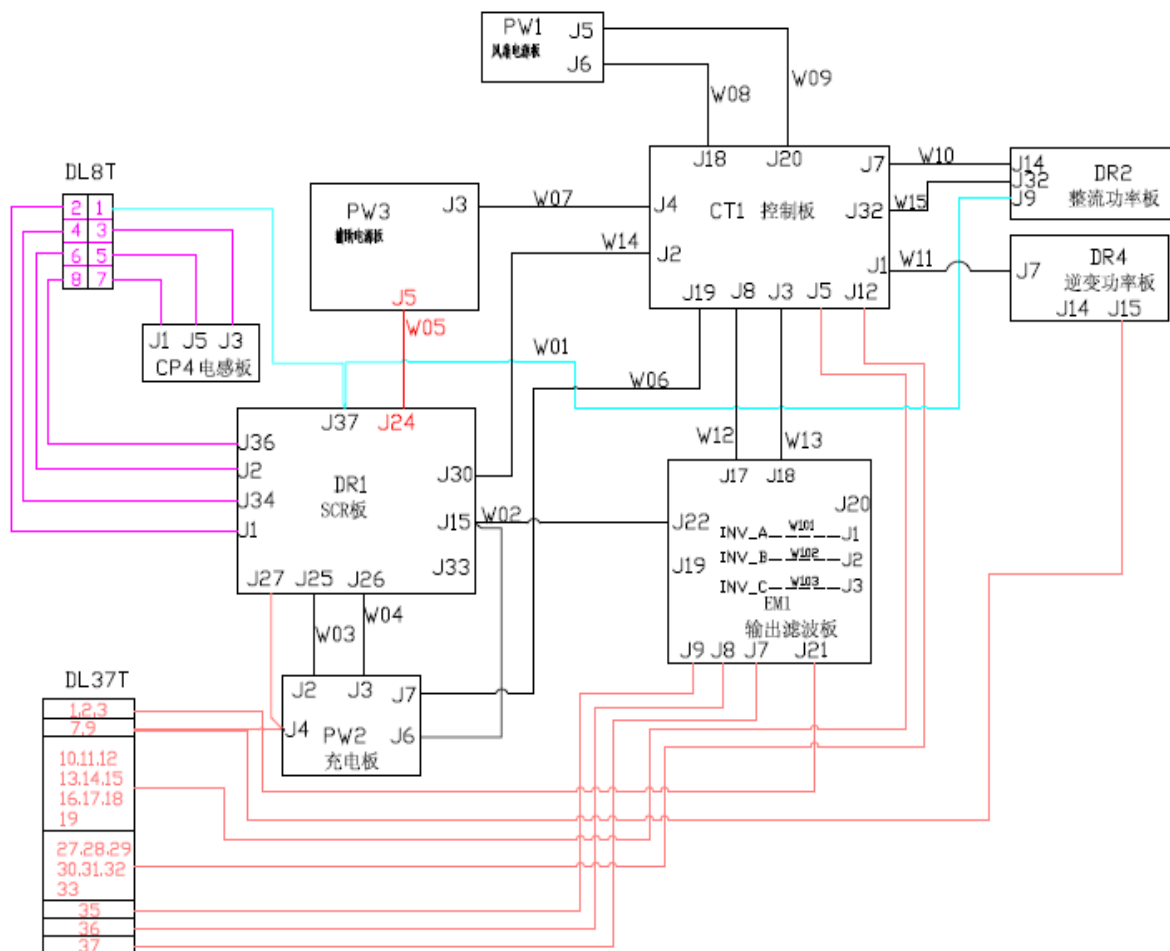 PW1
风扇电源板
J5
J6
W09
W08
DL8T
2 1
4 3
6 5
8 7
J1 J5 J3
CP4 电感板
PW3
辅助电源板
J3
J5
W07
W14
W05
J18 J20
J7
J4
CT1 控制板
J32
J2
J1
J19 J8 J3 J5 J12
W10
W15
W11
J14
J32
J9
DR2
整流功率板
DR4
J7
逆变功率板
J14 J15
W01
W06
W12
W13
J37 J24
J36
J2
J34
J1
J30
DR1
SCR板
J15
J33
J27 J25 J26
W02
W03
W04
J17 J18
J20
J22
INV_A W101 J1
INV_B W102 J2
J19
INV_C W103 J3
EM1
输出滤波板
J9 J8 J7 J21
J2 J3 J7
J4
PW2
J6
充电板
DL37T
1,2,3
7,9
10.11.12
13.14.15
16.17.18
19
27.28.29
30.31.32
33
35
36
37